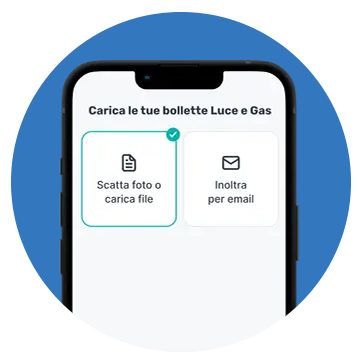 Carica le tue bollette Luce e Gas
Scatta foto o
carica file
Inoltra
per email